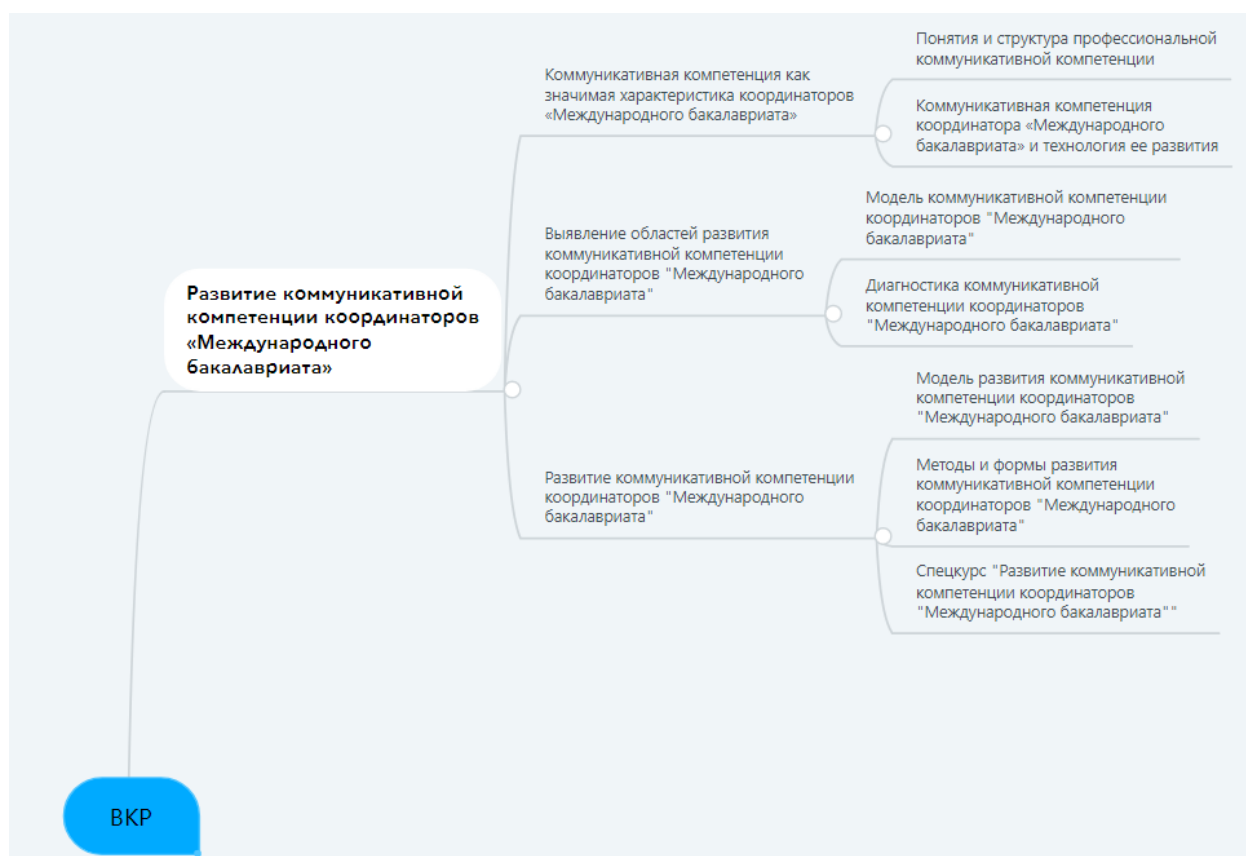 Понятия и структура профессиональной
коммуникативной компетенции
Коммуникативная компетенция как
значимая характеристика координаторов
«Международного бакалавриата»
Коммуникативная компетенция
координатора «Международного
бакалавриата» и технология ее развития
Модель коммуникативной компетенции
координаторов "Международного
бакалавриата"
Выявление областей развития
коммуникативной компетенции
координаторов "Международного
бакалавриата"
Диагностика коммуникативной
компетенции координаторов
"Международного бакалавриата"
Развитие коммуникативной
компетенции координаторов
«Международного
бакалавриата»
Модель развития коммуникативной
компетенции координаторов
"Международного бакалавриата"
Развитие коммуникативной компетенции
координаторов "Международного
бакалавриата"
Методы и формы развития
коммуникативной компетенции
координаторов "Международного
бакалавриата"
Спецкурс "Развитие коммуникативной
компетенции координаторов
"Международного бакалавриата""
ВКР